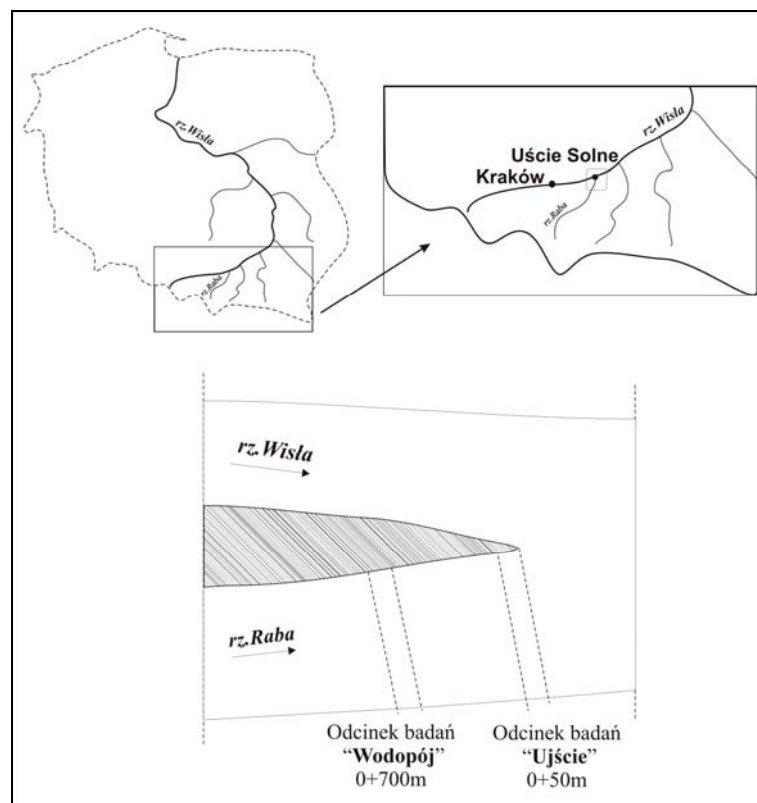 rz.Wisła
rz.Raba
rz.Wisła
Uście Solne
Kraków
rz.Raba
rz.Wisła
rz.Raba
Odcinek badań
“Wodopój”
0+700m
Odcinek badań
“Ujście”
0+50m